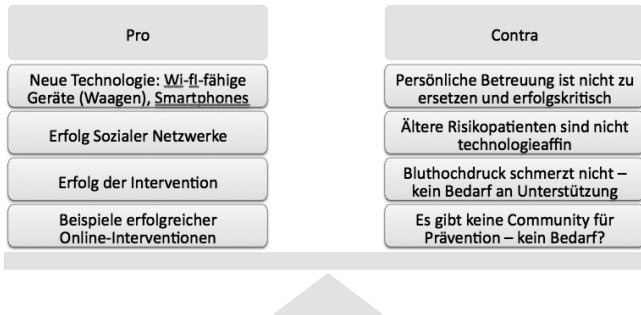 Pro
Neue Technologie: Wi-fl-fähige
Geräte (Waagen), Smartphones
Erfolg Sozialer Netzwerke
Erfolg der Intervention
Beispiele erfolgreicher
Online-Interventionen
Contra
Persönliche Betreuung ist nicht zu
ersetzen und erfolgskritisch
Ältere Risikopatienten sind nicht
technologieaffin
Bluthochdruck schmerzt nicht –
kein Bedarf an Unterstützung
Es gibt keine Community für
Prävention – kein Bedarf?